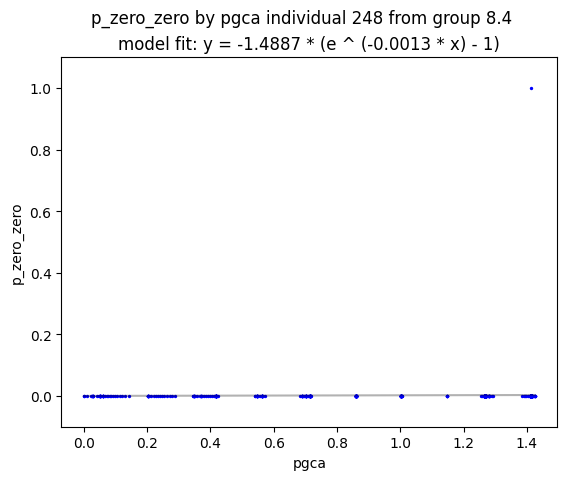 p_zero_zero by pgca individual 248 from group 8.4
model fit: y = -1.4887 * (e ^ (-0.0013 * x) - 1)
1.0
0.8
0.6
0.4
0.2
0.0
p_zero_zero
0.0 0.2 0.4 0.6 0.8 1.0 1.2 1.4
pgca